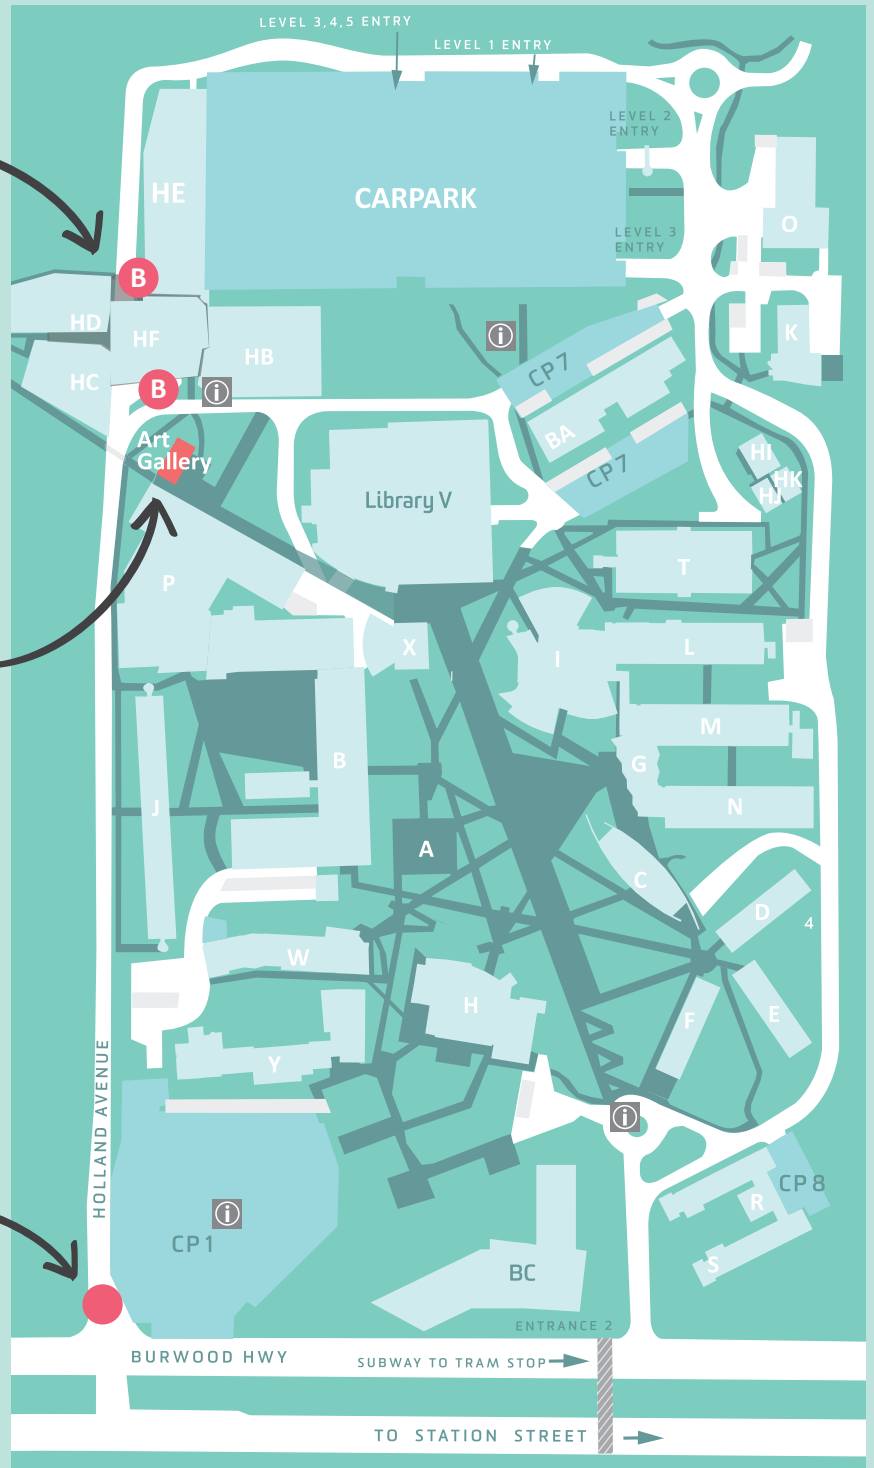 LEVEL 3,4,5 ENTRY
LEVEL 1 ENTRY
LEVEL 2
ENTRY
HE
CARPARK
O
LEVEL 3
ENTRY
B
i
HD
HF
HB
K
CP7
HC
B
i
Art
Gallery
BA
HI
CP7
HK
HJ
Library V
P
T
X
I
L
M
B
G
J
N
A
C
D
4
W
H
F
E
Y
HOLLAND AVENUE
i
CP8
R
i
CP1
S
BC
ENTRANCE 2
BURWOOD HWY
SUBWAY TO TRAM STOP
TO STATION STREET